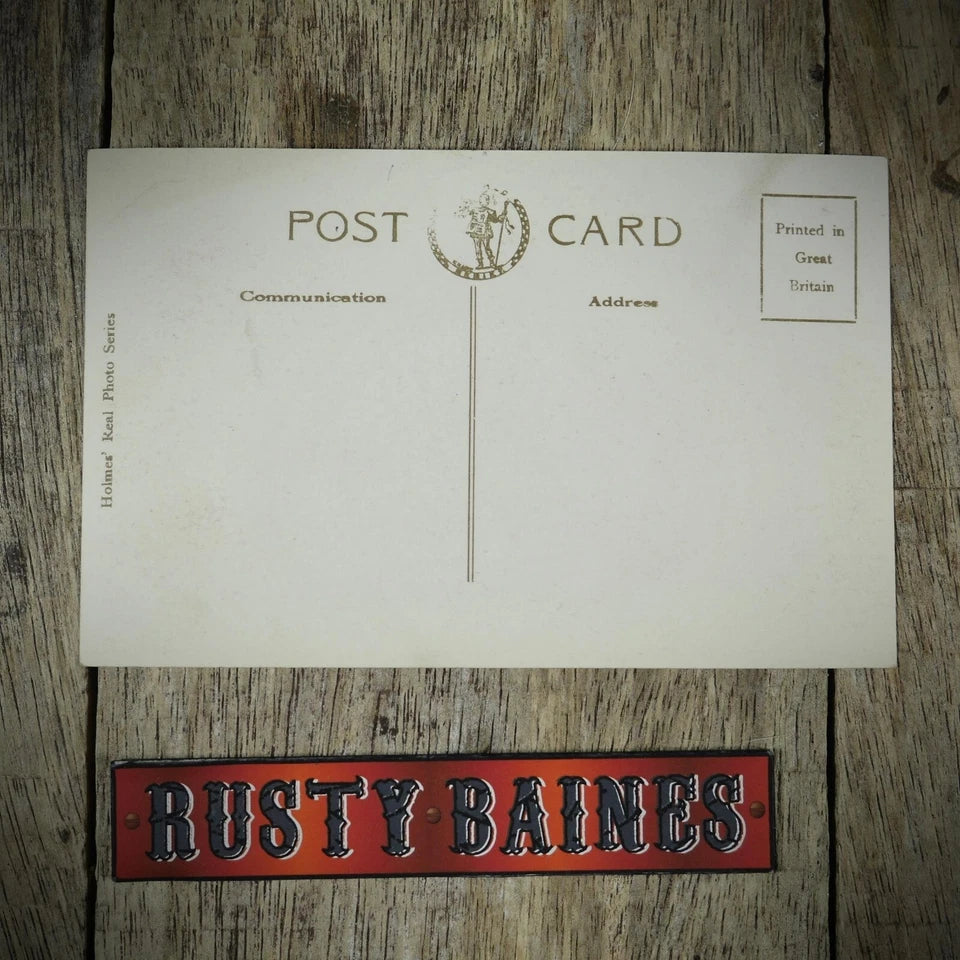 POST CARD
Printed in
Great
Britain
Communication
Address
Holmes' Real Photo Series
RUSTY BAINES